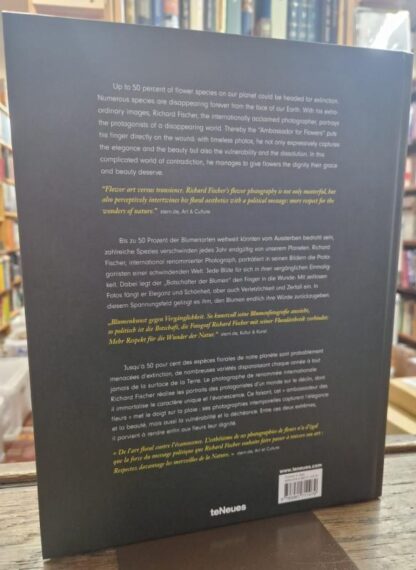 Up to 50 percent of flower species on our planet could be headed for extinction.
Numerous species are disappearing forever from the face of our Earth. With his extra-
ordinary images, Richard Fischer, the internationally acclaimed photographer, portrays
the protagonists of a disappearing world. Thereby the "Ambassador for Flowers" puts
his finger directly on the wound, with timeless photos, he not only expressively captures
the elegance and the beauty but also the vulnerability and the dissolution. In this
complicated world of contradiction, he manages to give flowers the dignity their grace
and beauty deserve.
"Flower art versus transience. Richard Fischer's flower photography is not only masterful, but
also perceptively intertwines his floral aesthetics with a political message: more respect for the
wonders of nature." stern.de, Art & Culture
Bis zu 50 Prozent der Blumenarten weltweit könnten vom Aussterben bedroht sein,
zahlreiche Species verschwinden jedes Jahr endgültig von unserem Planeten. Richard
Fischer, international renommierter Photograph, porträtiert in seinen Bildern die Prota-
gonisten einer schwindenden Welt. Jede Blüte für sich in ihrer vergänglichen Einmalig-
keit. Dabei legt der „Botschafter der Blumen" den Finger in die Wunde. Mit zeitlosen
Fotos fängt er Eleganz und Schönheit, aber auch Verletzlichkeit und Zerfall ein. In
diesem Spannungsfeld gelingt es ihm, den Blumen endlich ihre Würde zurückzugeben.
„Blumenkunst gegen Vergänglichkeit. So kunstvoll seine Blumenfotografie aussieht,
so politisch ist die Botschaft, die Fotograf Richard Fischer mit seiner Floralästhetik verbindet:
Mehr Respekt für die Wunder der Natur." stern.de, Kultur & Kunst
Jusqu'à 50 pour cent des espèces florales de notre planète sont probablement
menacées d'extinction, de nombreuses variétés disparaissant chaque année à tout
jamais de la surface de la Terre. Le photographe de renommée internationale
Richard Fischer réalise les portraits des protagonistes d'un monde sur le déclin, dont
il immortalise le caractère unique et l'évanescence. Ce faisant, cet « ambassadeur des
fleurs » met le doigt sur la plaie : ses photographies intemporelles capturent l'élégance
et la beauté, mais aussi la vulnérabilité et la déchéance. Entre ces deux extrêmes,
il parvient à rendre enfin aux fleurs leur dignité.
« De l'art floral contre l'évanescence. L'esthétisme de ses photographies de fleurs n'a d'égal
que la force du message politique que Richard Fischer souhaite faire passer à travers son art :
Respectez davantage les merveilles de la Nature. » stern.de, Art et Culture
www.teneues.com
teNeues